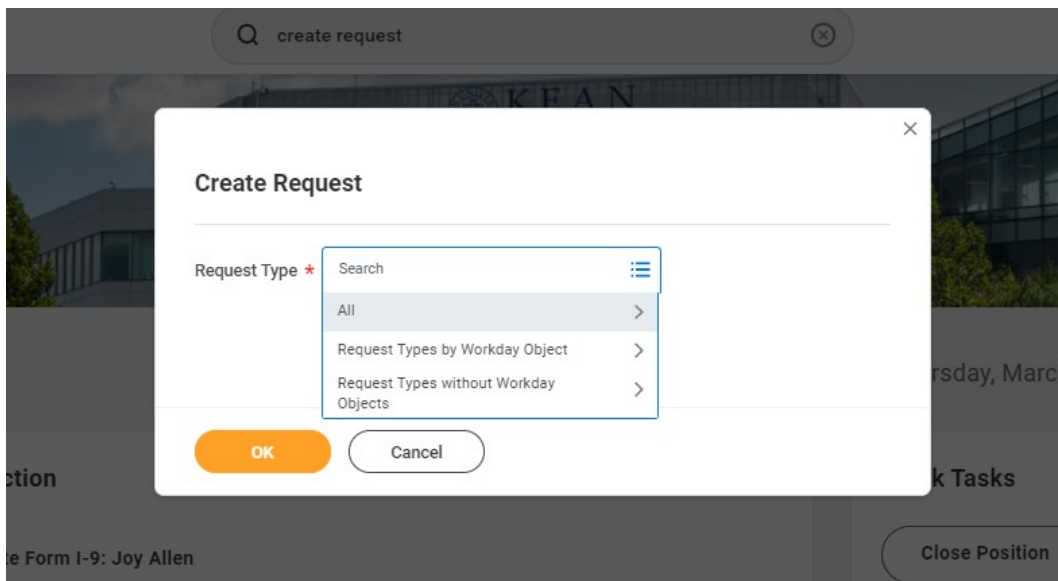 create request
KEAN
Create Request
Request Type *
Search
All
Request Types by Workday Object
Request Types without Workday
Objects
rsday, Marc
OK
Cancel
ction
k Tasks
te Form I-9: Joy Allen
Close Position